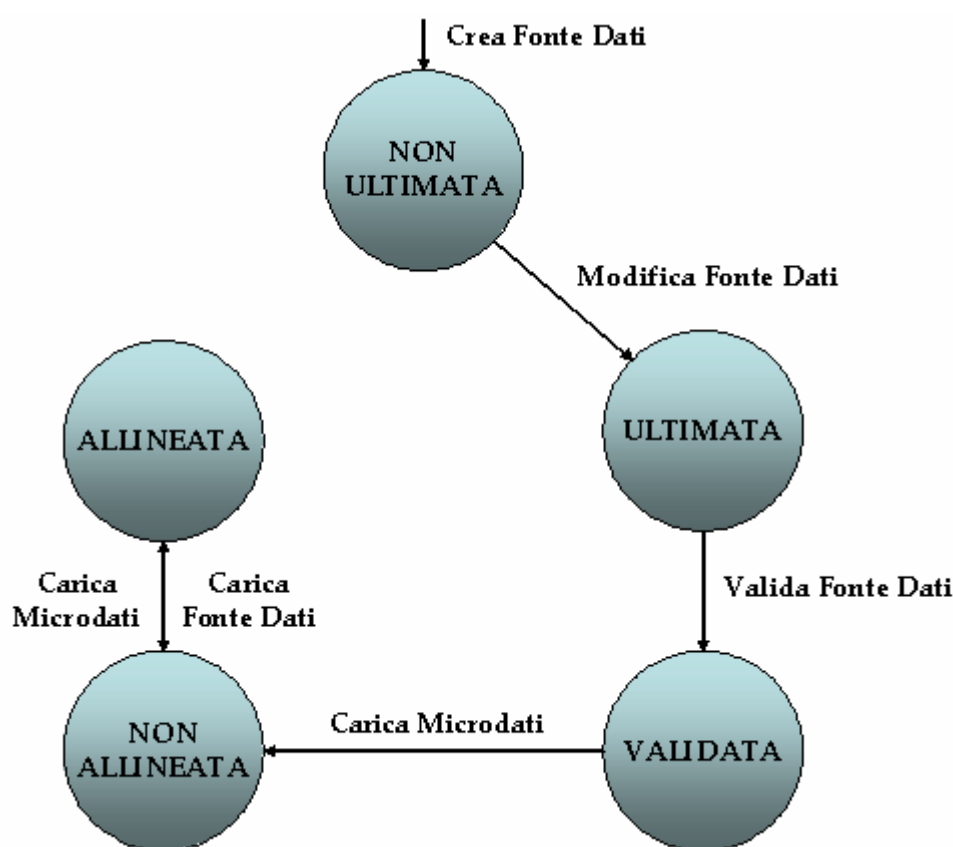 Crea Fonte Dati
NON
ULTIMATA
Modifica Fonte Dati
ALLINEATA
ULTIMATA
Carica
Microdati
Carica
Fonte Dati
Valida Fonte Dati
NON
ALLINEATA
Carica Microdati
VALIDATA